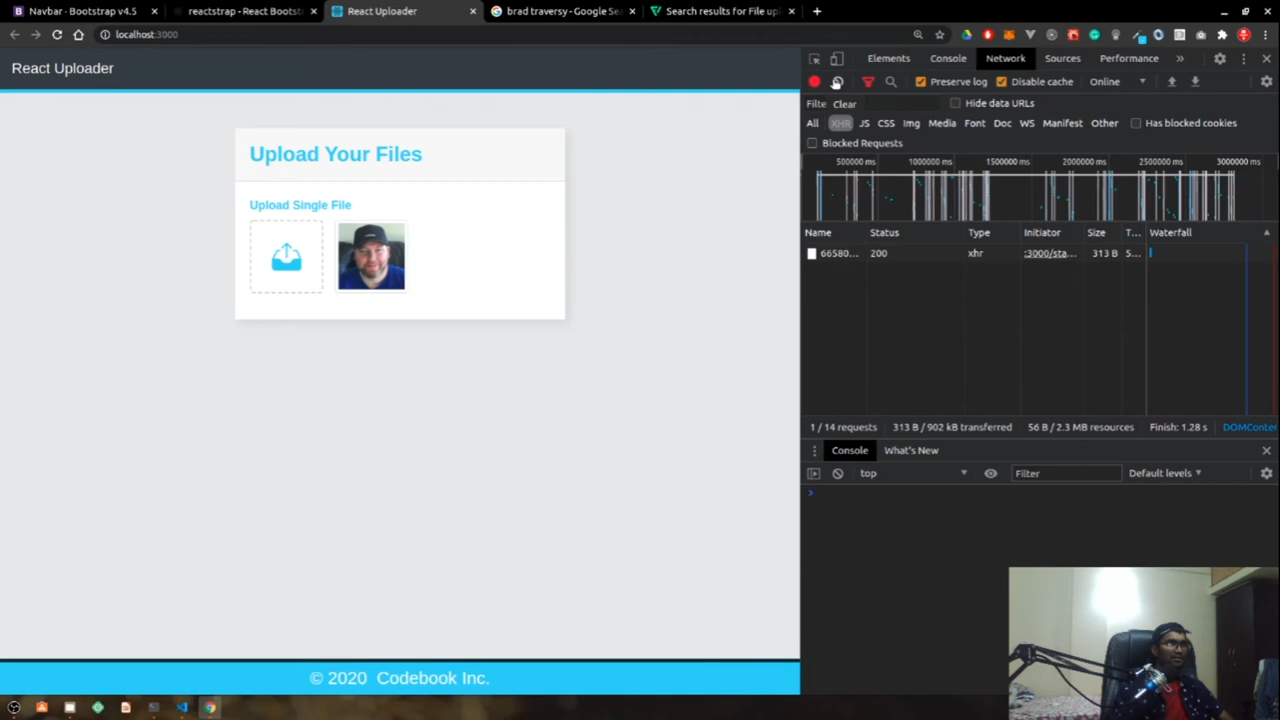 Navbar · Bootstrap v4.5
reactstrap - React Bootst
React Uploader
brad traversy - Google Sea
Search results for File upl
localhost:3000
React Uploader
Upload Your Files
Upload Single File
© 2020 Codebook Inc.
Elements Console Network Sources Performance
Preserve log Disable cache Online
Filte Clear Hide data URLs
All XHR JS CSS Img Media Font Doc WS Manifest Other Has blocked cookies
Blocked Requests
500000 ms 1000000 ms 1500000 ms 2000000 ms 2500000 ms 3000000 ms
Name Status Type Initiator Size T... Waterfall
66580... 200 xhr :3000/sta... 313 B S...
1 / 14 requests 313 B / 902 kB transferred 56 B / 2.3 MB resources Finish: 1.28 s DOMConter
Console What's New
top Filter Default levels